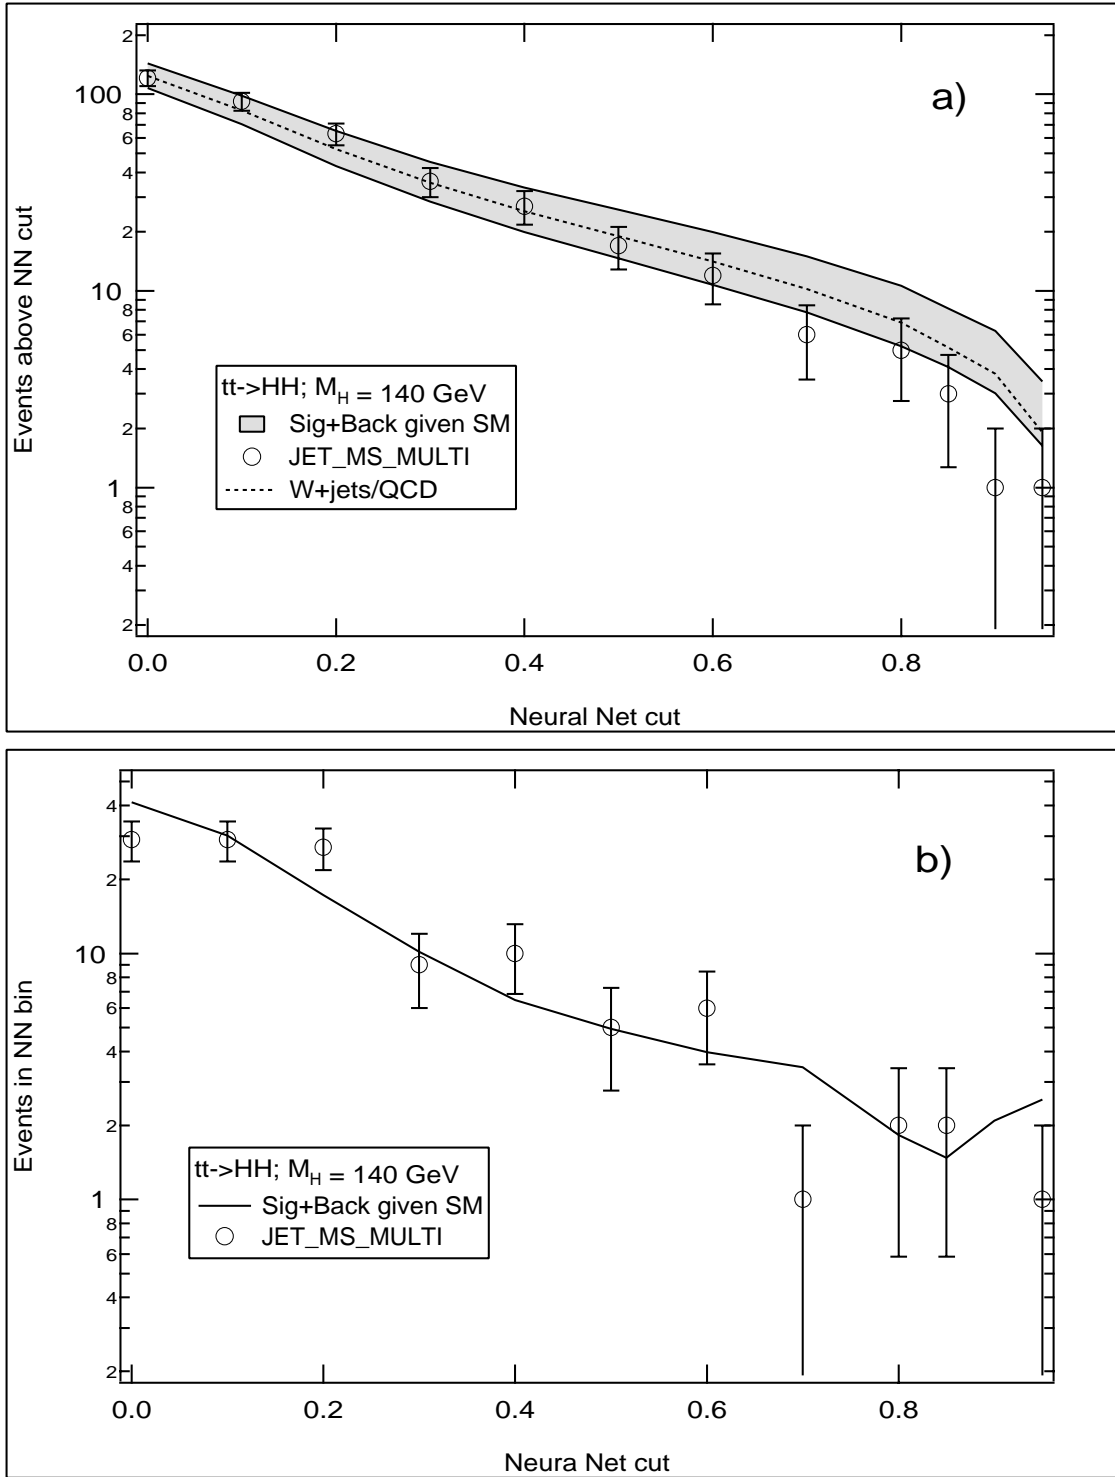 2
100
8
6
4
2
10
8
6
4
2
1
8
6
4
2
0.0 0.2 0.4 0.6 0.8
Events above NN cut
Neural Net cut
a)
tt->HH; M_H = 140 GeV
Sig+Back given SM
JET_MS_MULTI
W+jets/QCD
4
2
10
8
6
4
2
1
8
6
4
2
0.0 0.2 0.4 0.6 0.8
Events in NN bin
Neura Net cut
b)
tt->HH; M_H = 140 GeV
Sig+Back given SM
JET_MS_MULTI